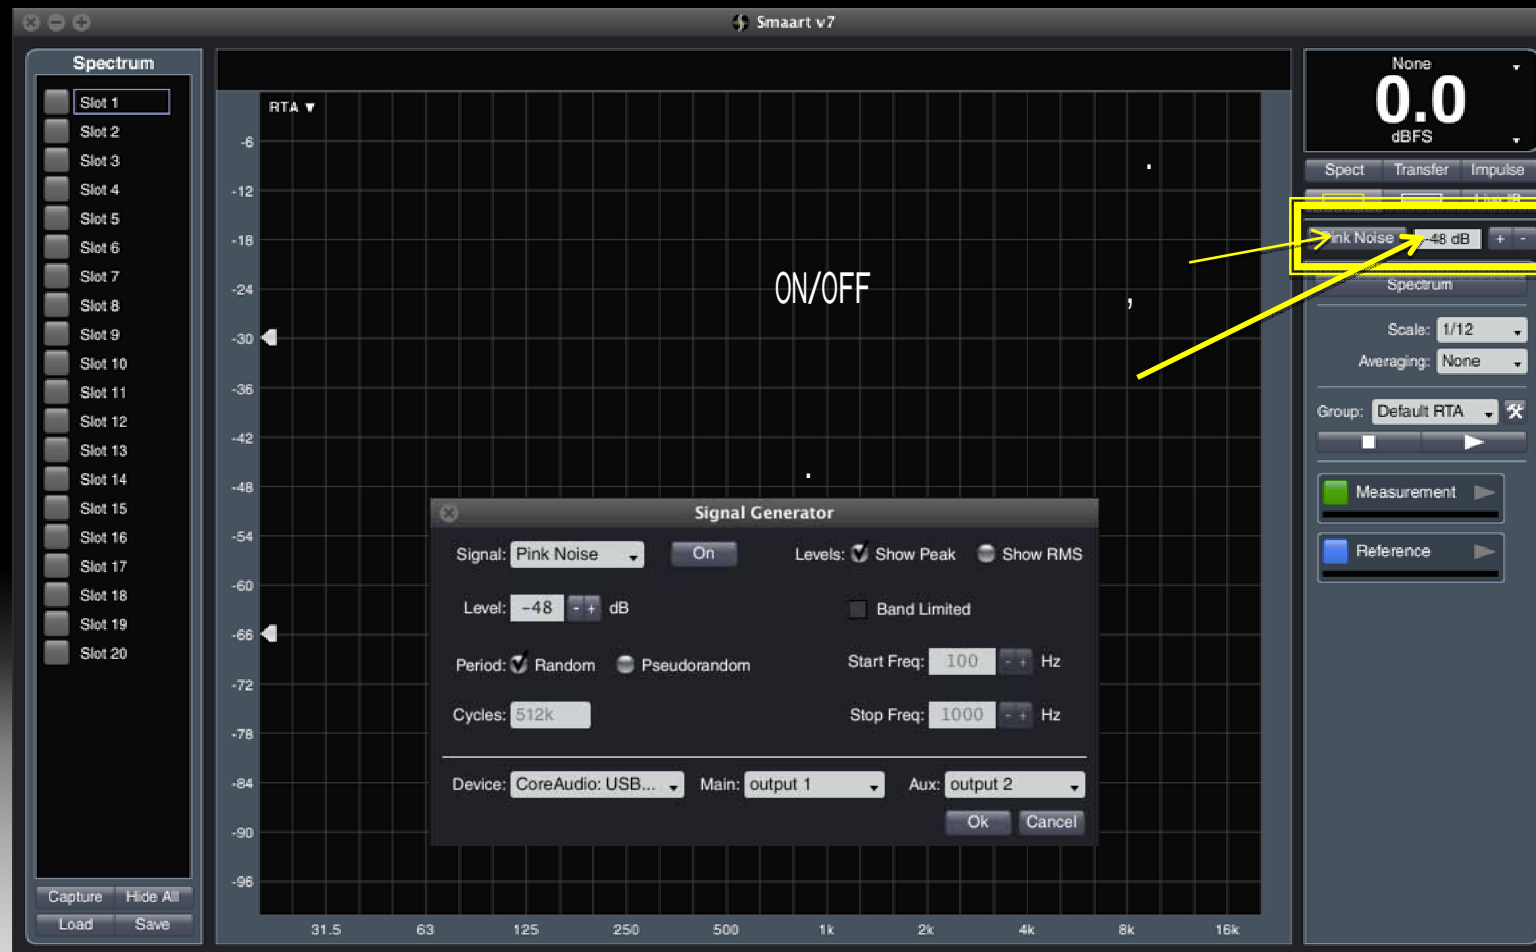 Smaart v7
Spectrum
Slot 1
Slot 2
Slot 3
Slot 4
Slot 5
Slot 6
Slot 7
Slot 8
Slot 9
Slot 10
Slot 11
Slot 12
Slot 13
Slot 14
Slot 15
Slot 16
Slot 17
Slot 18
Slot 19
Slot 20
Capture Hide All
Load Save
RTA
-6
-12
-18
-24
-30
-36
-42
-48
-54
-60
-66
-72
-78
-84
-90
-96
31.5 63 125 250 500 1k 2k 4k 8k 16k
.
ON/OFF
,
.
Signal Generator
Signal: Pink Noise On Levels: Show Peak Show RMS
Level: -48 - + dB Band Limited
Period: Random Pseudorandom Start Freq: 100 - + Hz
Cycles: 512k Stop Freq: 1000 - + Hz
Device: CoreAudio: USB... Main: output 1 Aux: output 2
Ok Cancel
None
0.0
dBFS
Spect Transfer Impulse
Pink Noise -48 dB + -
Spectrum
Scale: 1/12
Averaging: None
Group: Default RTA
Measurement
Reference